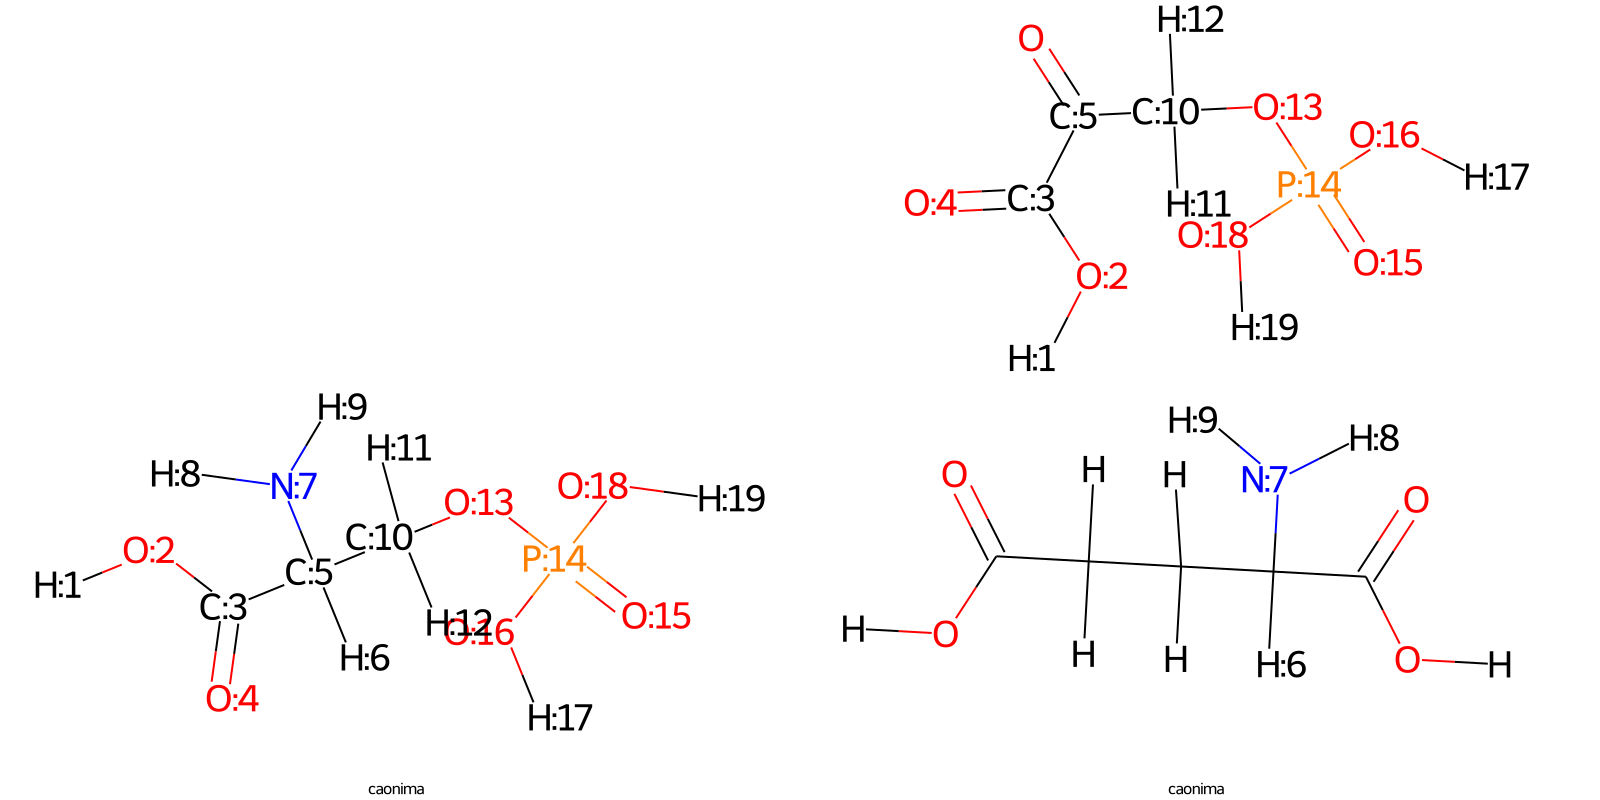 H:12
O
C:5 C:10 O:13
O:16
H:17
P:14
O:4 C:3
H:11
O:18
O:15
O:2
H:19
H:1
H:9
H:11
H:8
N:7
O:18
H:19
O:13
C:10
O:2
P:14
H:1
C:5
C:3
O:15
H:12
O:16
H:6
O:4
H:17
H:9
H:8
O
H
H
N:7
O
H
O
H
H
H:6
O
H
caonima
caonima